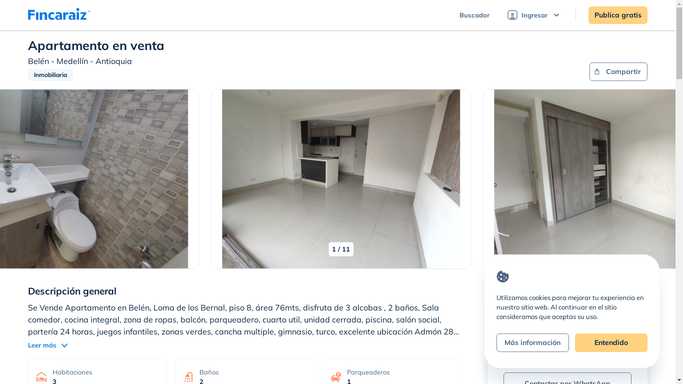 Fincaraiz
Buscador
Ingresar
Publica gratis
Apartamento en venta
Belén - Medellín - Antioquia
Inmobiliaria
Compartir
1 / 11
Descripción general
Se Vende Apartamento en Belén, Loma de los Bernal, piso 8, área 76mts, disfruta de 3 alcobas , 2 baños, Sala
comedor, cocina integral, zona de ropas, balcón, parqueadero, cuarto util, unidad cerrada, piscina, salón social,
portería 24 horas, juegos infantiles, zonas verdes, cancha multiple, gimnasio, turco, excelente ubicación Admón 28...
Leer más
Habitaciones
3
Baños
2
Parqueaderos
1
Utilizamos cookies para mejorar tu experiencia en
nuestro sitio web. Al continuar en el sitio
consideramos que aceptas su uso.
Más información
Entendido
Contactar por WhatsApp